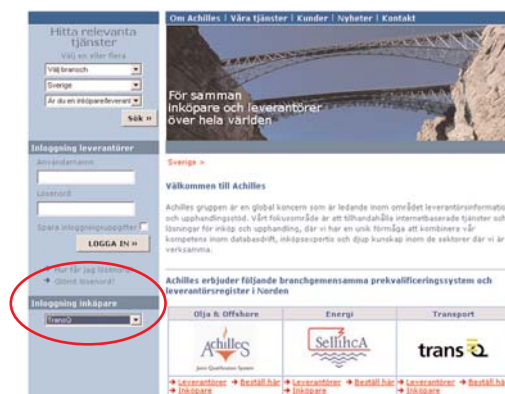 Om Achilles | Våra tjänster | Kunder | Nyheter | Kontakt
Hitta relevanta
tjänster
Välj en eller flera
Välj bransch
Sverige
Är du en inköpare/leverant
Sök »
För samman
inköpare och leverantörer
över hela världen
Inloggning leverantörer
Användarnamn
Lösenord
Spara inloggningsuppgifter
LOGGA IN »
Hur får jag lösenord?
Glömt lösenord?
Inloggning inköpare
TransQ
Sverige »
Välkommen till Achilles
Achilles gruppen är en global koncern som är ledande inom området leverantörsinformatio
och upphandlingsstöd. Vårt fokusområde är att tillhandahålla internetbaserade tjänster och
lösningar för inköp och upphandling, där vi har en unik förmåga att kombinera vår
kompetens inom databasdrift, inköpsexpertis och djup kunskap inom de sektorer där vi är
verksamma.
Achilles erbjuder följande branchgemensamma prekvalificeringssystem och
leverantörsregister i Norden
Olja & Offshore Energi Transport
Achilles
Joint Qualification System
SellihcA
transQ
Leverantörer Beställ här Leverantörer Beställ här Leverantörer Beställ hä
Inköpare Inköpare Inköpare